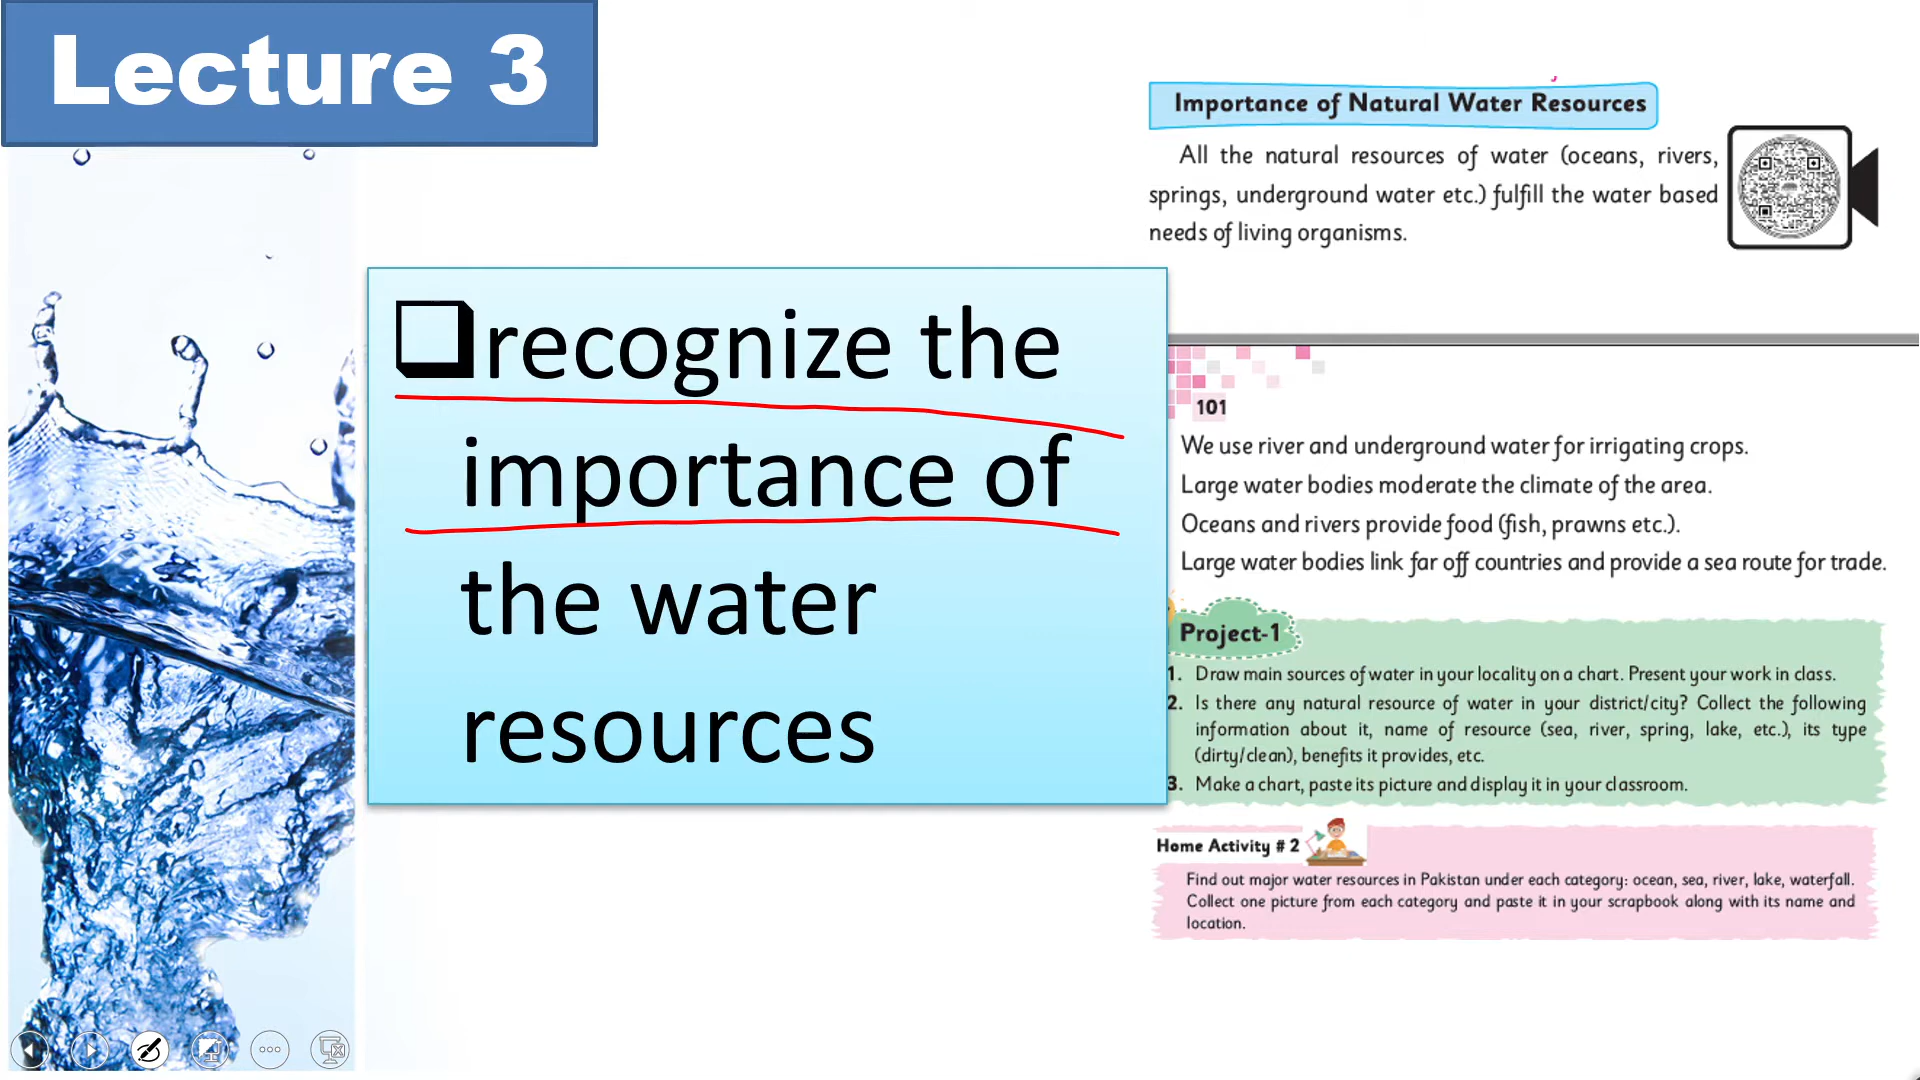 Lecture 3
recognize the
importance of
the water
resources
Importance of Natural Water Resources
All the natural resources of water (oceans, rivers,
springs, underground water etc.) fulfill the water based
needs of living organisms.
101
We use river and underground water for irrigating crops.
Large water bodies moderate the climate of the area.
Oceans and rivers provide food (fish, prawns etc.).
Large water bodies link far off countries and provide a sea route for trade.
Project-1
1. Draw main sources of water in your locality on a chart. Present your work in class.
2. Is there any natural resource of water in your district/city? Collect the following
information about it, name of resource (sea, river, spring, lake, etc.), its type
(dirty/clean), benefits it provides, etc.
3. Make a chart, paste its picture and display it in your classroom.
Home Activity # 2
Find out major water resources in Pakistan under each category: ocean, sea, river, lake, waterfall.
Collect one picture from each category and paste it in your scrapbook along with its name and
location.